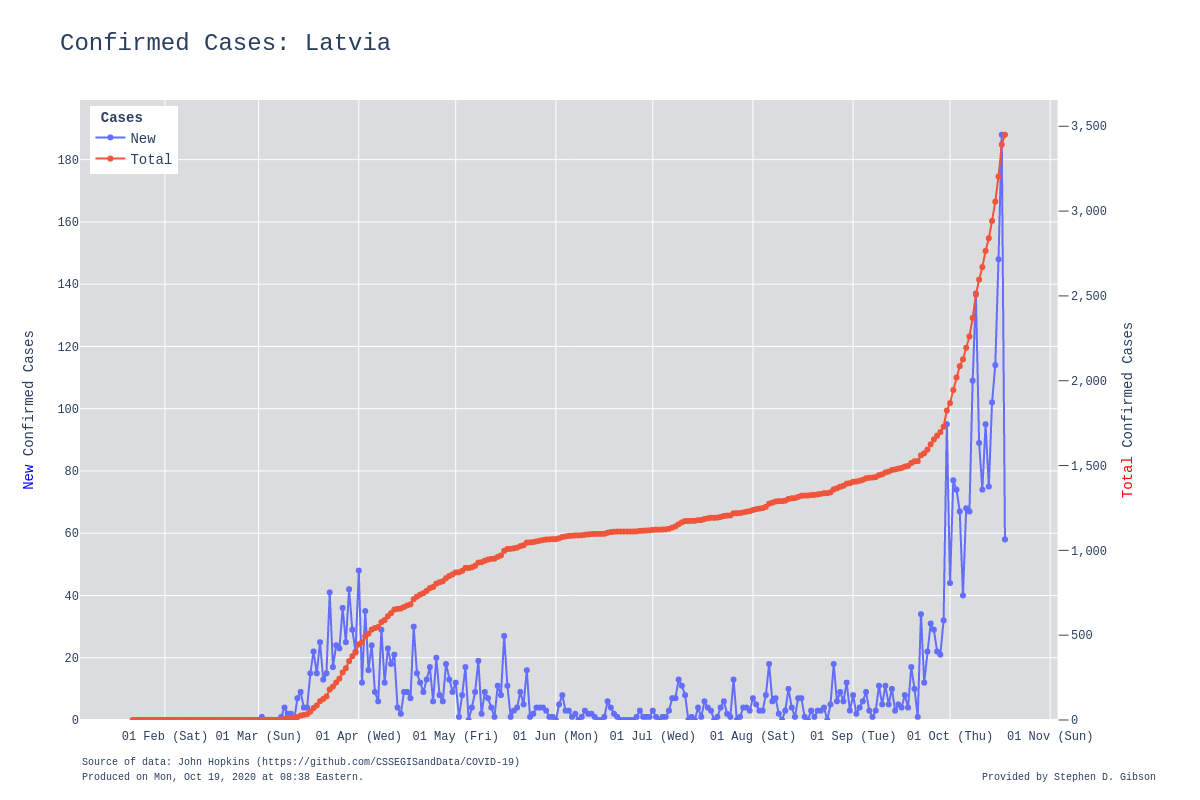 Confirmed Cases: Latvia
Cases
New
Total
180
160
140
120
100
80
60
40
20
0
New Confirmed Cases
3,500
3,000
2,500
2,000
1,500
1,000
500
0
Total Confirmed Cases
01 Feb (Sat) 01 Mar (Sun) 01 Apr (Wed) 01 May (Fri) 01 Jun (Mon) 01 Jul (Wed) 01 Aug (Sat) 01 Sep (Tue) 01 Oct (Thu) 01 Nov (Sun)
Source of data: John Hopkins (https://github.com/CSSEGISandData/COVID-19)
Produced on Mon, Oct 19, 2020 at 08:38 Eastern.
Provided by Stephen D. Gibson